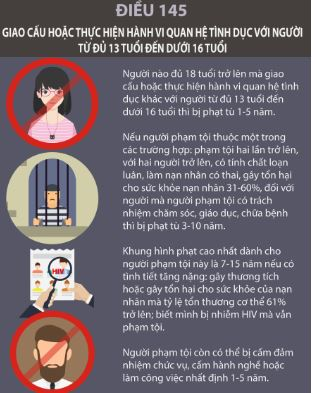 ĐIỀU 145
GIAO CẤU HOẶC THỰC HIỆN HÀNH VI QUAN HỆ TÌNH DỤC VỚI NGƯỜI
TỪ ĐỦ 13 TUỔI ĐẾN DƯỚI 16 TUỔI
Người nào đủ 18 tuổi trở lên mà giao
cấu hoặc thực hiện hành vi quan hệ tình
dục khác với người từ đủ 13 tuổi đến
dưới 16 tuổi thì bị phạt tù 1-5 năm.
Nếu người phạm tội thuộc một trong
các trường hợp: phạm tội hai lần trở lên,
với hai người trở lên, có tính chất loạn
luân, làm nạn nhân có thai, gây tổn hại
cho sức khỏe nạn nhân 31-60%, đối với
người mà người phạm tội có trách
nhiệm chăm sóc, giáo dục, chữa bệnh
thì bị phạt tù từ 3-10 năm.
HIV
Khung hình phạt cao nhất dành cho
người phạm tội này là 7-15 năm nếu có
tình tiết tăng nặng: gây thương tích
hoặc gây tổn hại cho sức khỏe của nạn
nhân mà tỷ lệ tổn thương cơ thể 61%
trở lên; biết mình bị nhiễm HIV mà vẫn
phạm tội.
Người phạm tội còn có thể bị cấm đảm
nhiệm chức vụ, cấm hành nghề hoặc
làm công việc nhất định 1-5 năm.